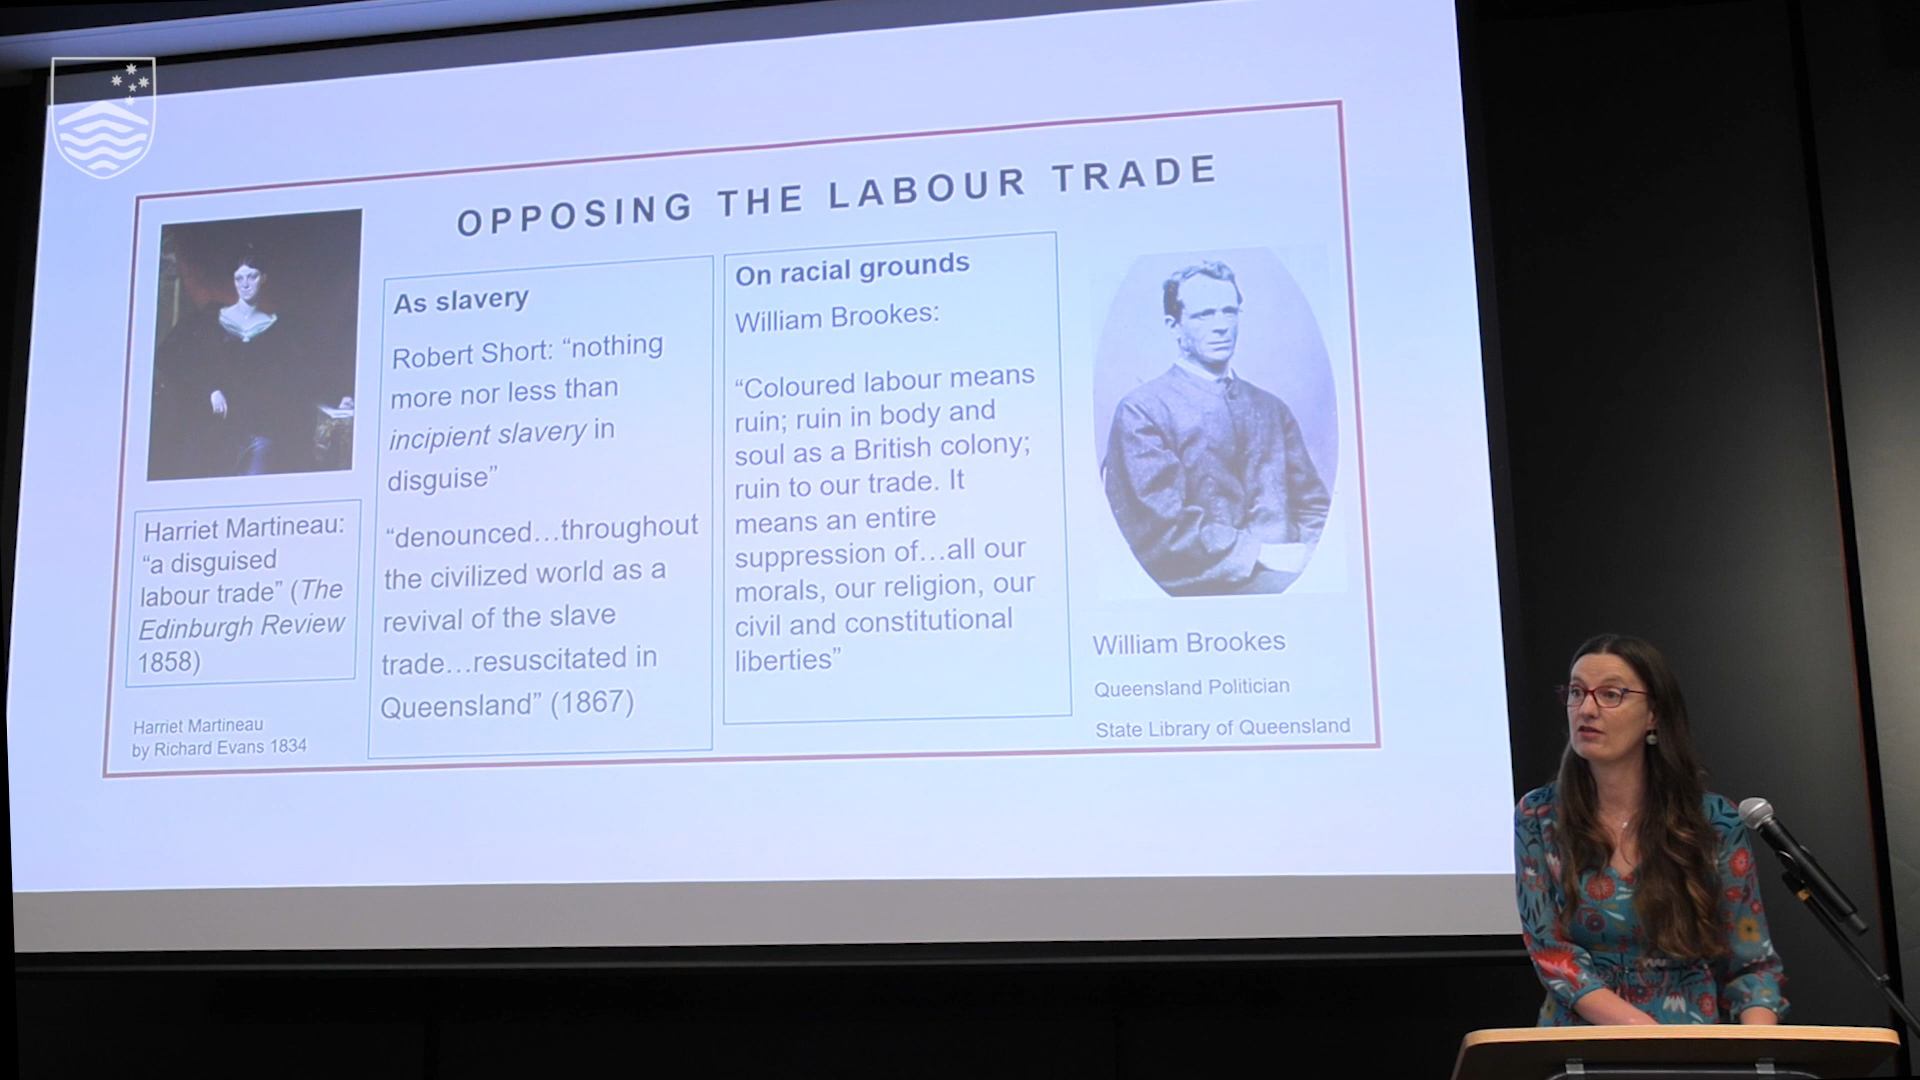 OPPOSING THE LABOUR TRADE
Harriet Martineau:
“a disguised
labour trade” (The
Edinburgh Review
1858)
Harriet Martineau
by Richard Evans 1834
As slavery
Robert Short: “nothing
more nor less than
incipient slavery in
disguise”
“denounced…throughout
the civilized world as a
revival of the slave
trade…resuscitated in
Queensland” (1867)
On racial grounds
William Brookes:
“Coloured labour means
ruin; ruin in body and
soul as a British colony;
ruin to our trade. It
means an entire
suppression of…all our
morals, our religion, our
civil and constitutional
liberties”
William Brookes
Queensland Politician
State Library of Queensland